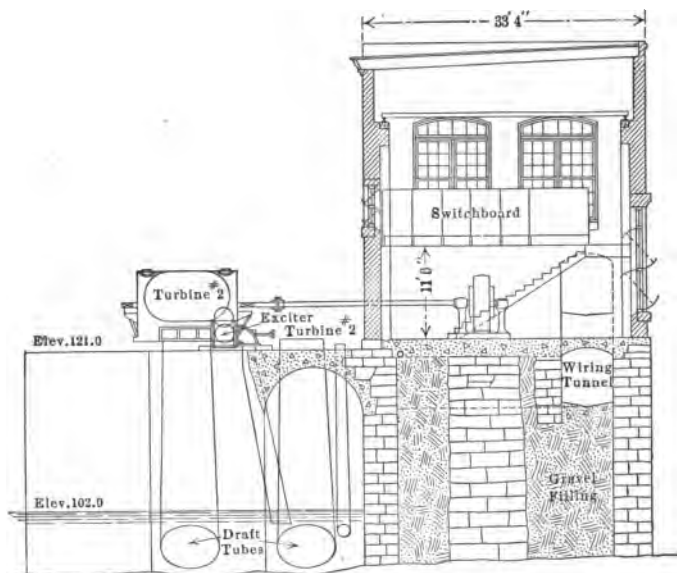 33'4"
Switchboard
11'0"
Turbine #2
Exciter
Turbine #2
Elev.121.0
Wiring
Tunnel
Gravel
Filling
Elev.102.0
Draft
Tubes